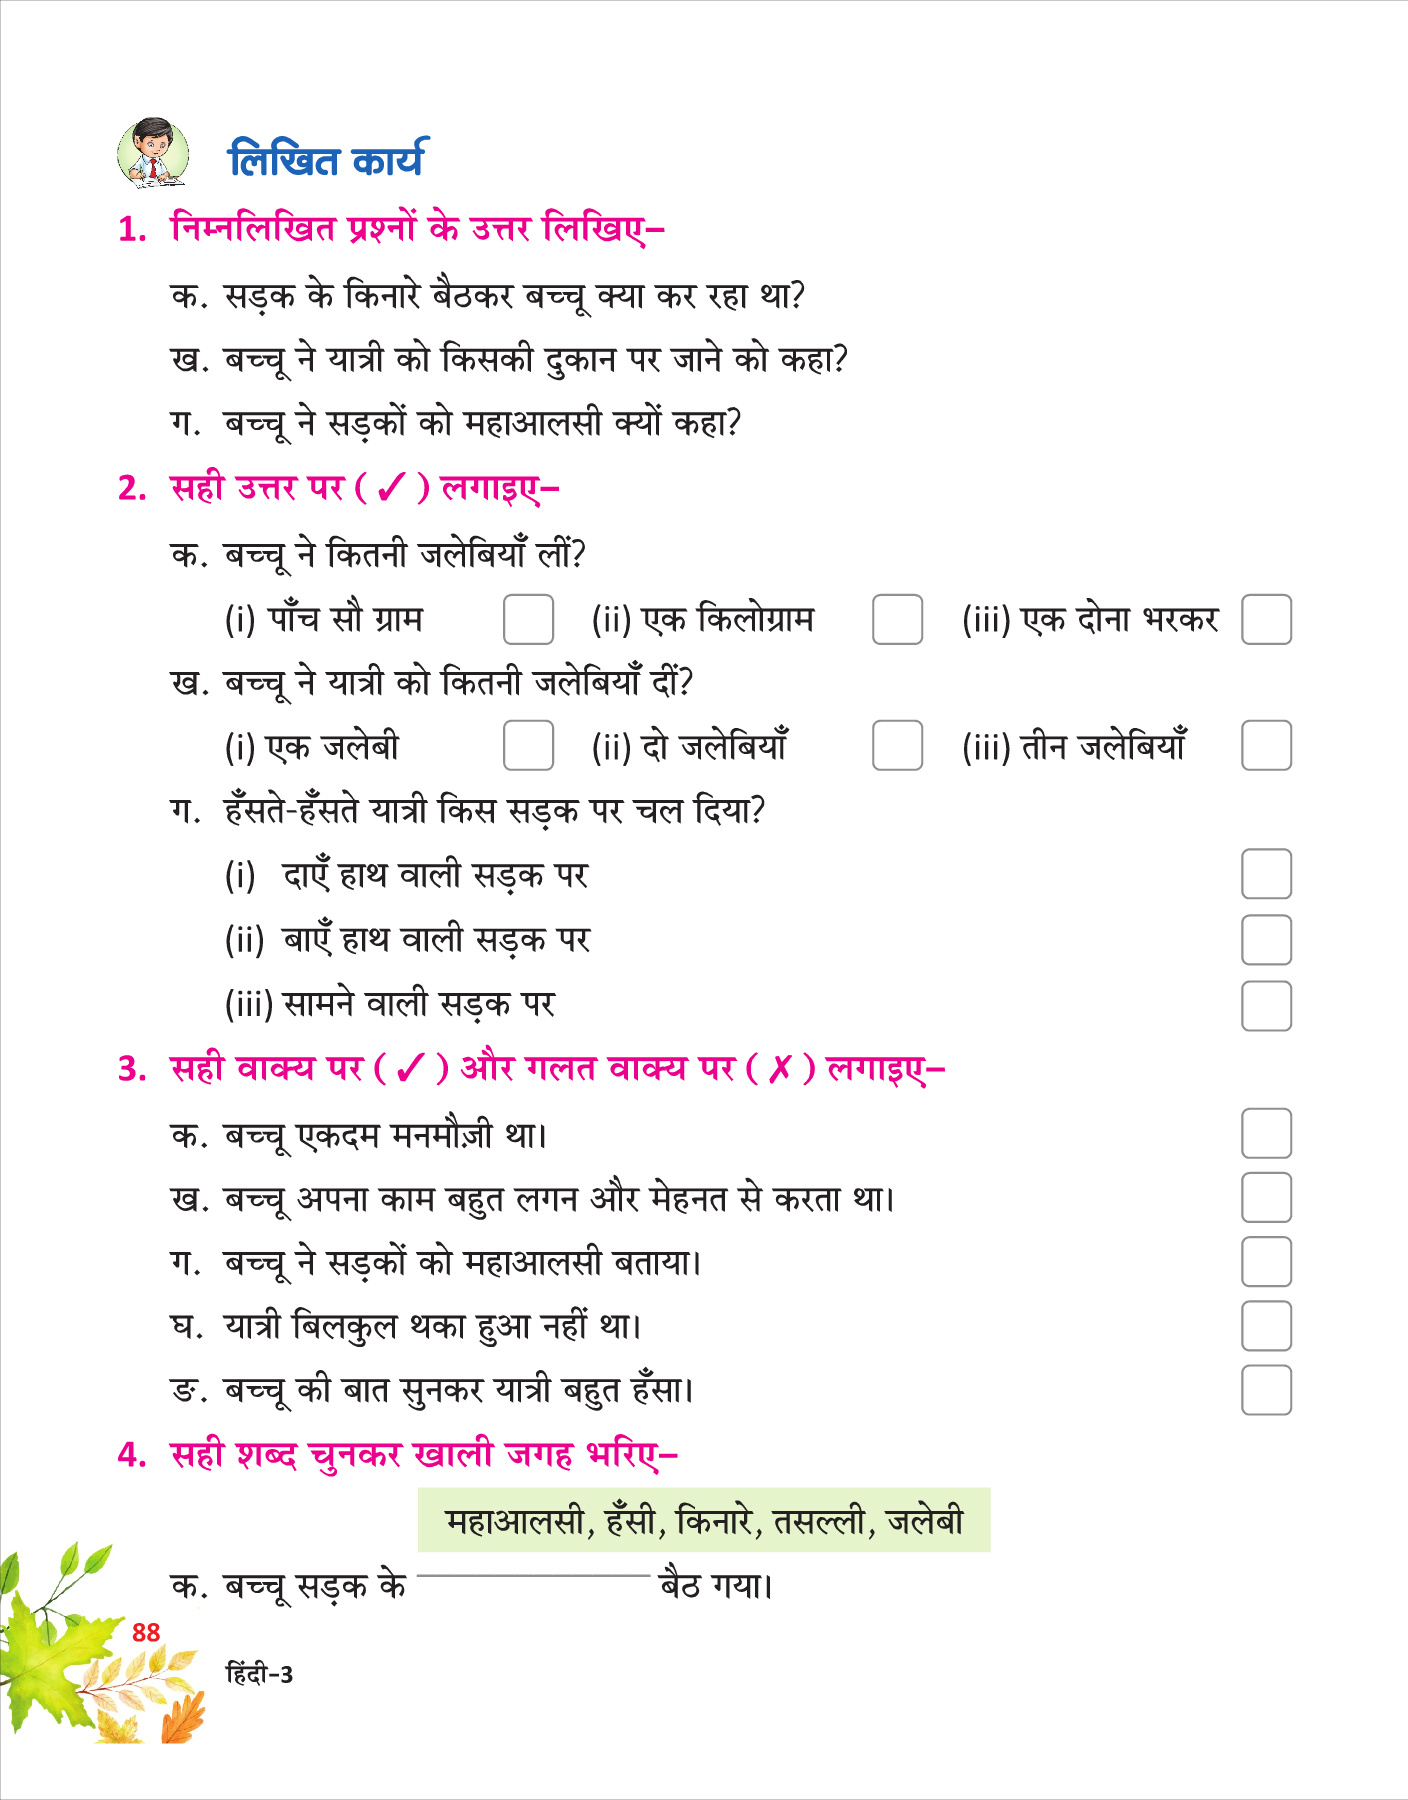 लिखित कार्य
1. निम्नलिखित प्रश्नों के उत्तर लिखिए–
क. सड़क के किनारे बैठकर बच्चू क्या कर रहा था?
ख. बच्चू ने यात्री को किसकी दुकान पर जाने को कहा?
ग. बच्चू ने सड़कों को महाआलसी क्यों कहा?
2. सही उत्तर पर (✓) लगाइए–
क. बच्चू ने कितनी जलेबियाँ लीं?
(i) पाँच सौ ग्राम (ii) एक किलोग्राम (iii) एक दोना भरकर
ख. बच्चू ने यात्री को कितनी जलेबियाँ दीं?
(i) एक जलेबी (ii) दो जलेबियाँ (iii) तीन जलेबियाँ
ग. हँसते-हँसते यात्री किस सड़क पर चल दिया?
(i) दाएँ हाथ वाली सड़क पर
(ii) बाएँ हाथ वाली सड़क पर
(iii) सामने वाली सड़क पर
3. सही वाक्य पर (✓) और गलत वाक्य पर (✗) लगाइए–
क. बच्चू एकदम मनमौज़ी था।
ख. बच्चू अपना काम बहुत लगन और मेहनत से करता था।
ग. बच्चू ने सड़कों को महाआलसी बताया।
घ. यात्री बिलकुल थका हुआ नहीं था।
ङ. बच्चू की बात सुनकर यात्री बहुत हँसा।
4. सही शब्द चुनकर खाली जगह भरिए–
महाआलसी, हँसी, किनारे, तसल्ली, जलेबी
क. बच्चू सड़क के ____________ बैठ गया।
88
हिंदी–3